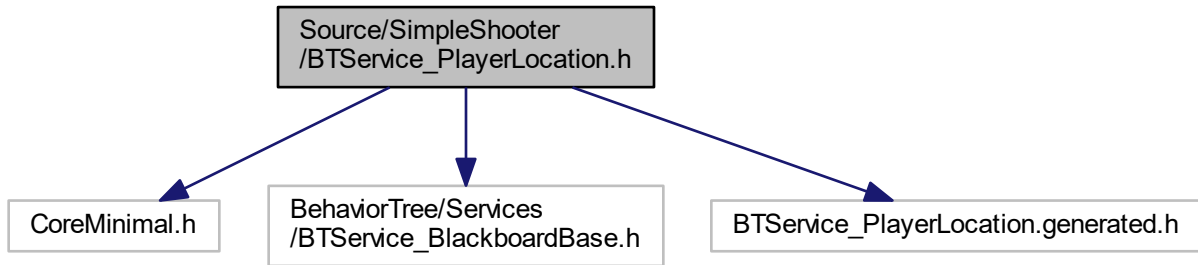 Source/SimpleShooter
/BTService_PlayerLocation.h
CoreMinimal.h
BehaviorTree/Services
/BTService_BlackboardBase.h
BTService_PlayerLocation.generated.h